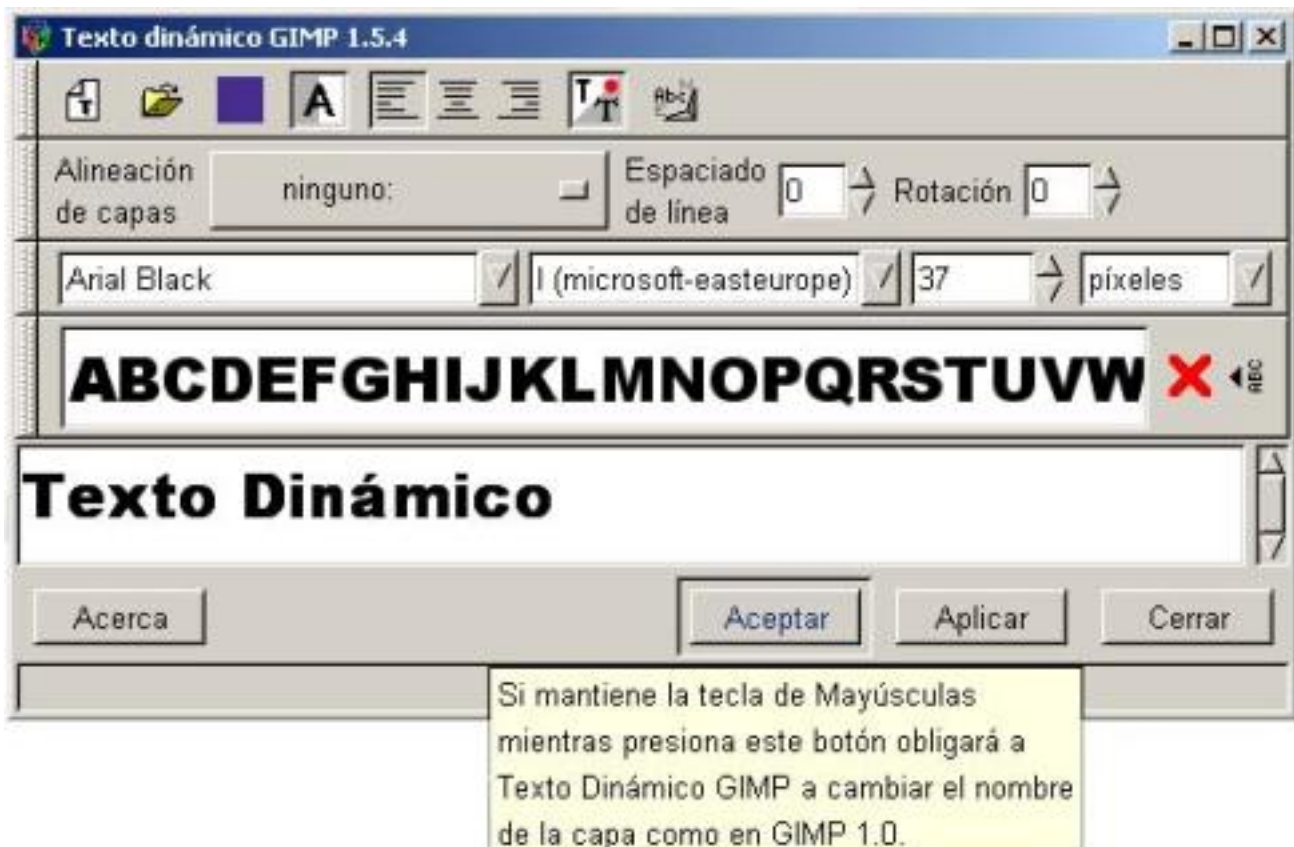 Texto dinámico GIMP 1.5.4
Alineación
de capas
ninguno:
Espaciado
de línea
0
Rotación
0
Arial Black
l (microsoft-easteurope)
37
píxeles
ABCDEFGHIJKLMNOPQRSTUVW
ABC
Texto Dinámico
Acerca
Aceptar
Aplicar
Cerrar
Si mantiene la tecla de Mayúsculas
mientras presiona este botón obligará a
Texto Dinámico GIMP a cambiar el nombre
de la capa como en GIMP 1.0.